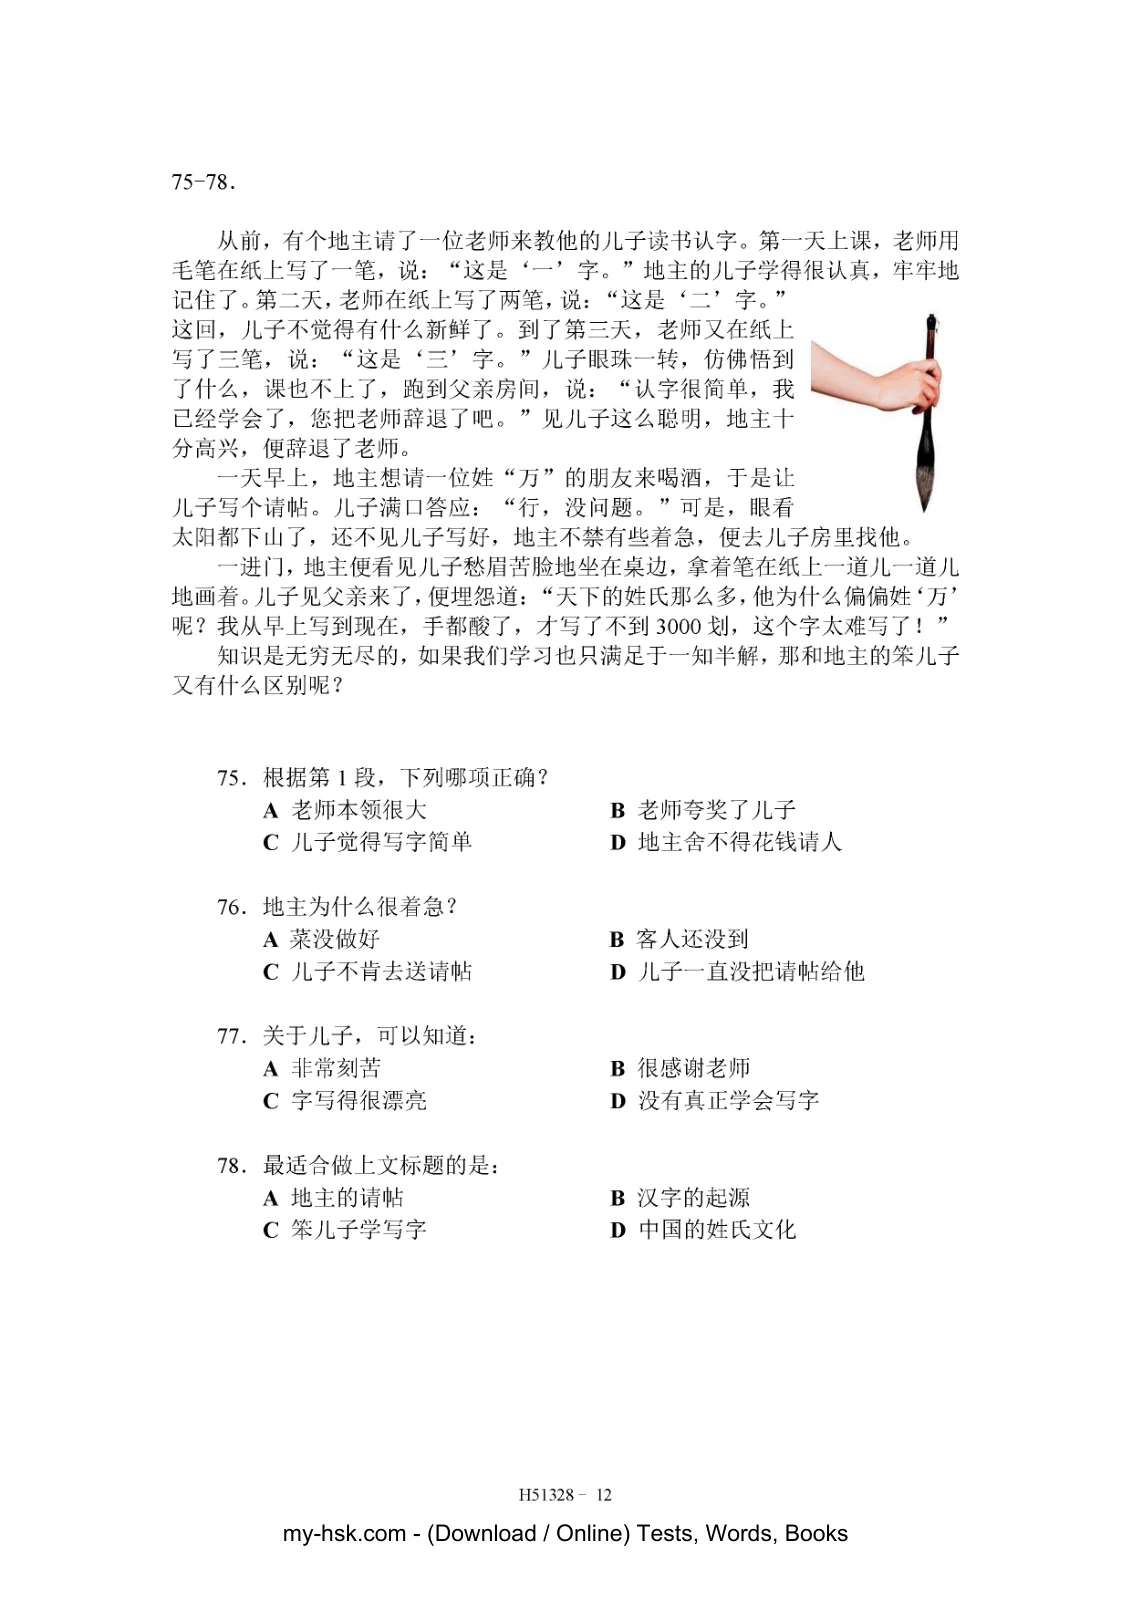 75-78．
从前，有个地主请了一位老师来教他的儿子读书认字。第一天上课，老师用
毛笔在纸上写了一笔，说：“这是‘一’字。”地主的儿子学得很认真，牢牢地
记住了。第二天，老师在纸上写了两笔，说：“这是‘二’字。”
这回，儿子不觉得有什么新鲜了。到了第三天，老师又在纸上
写了三笔，说：“这是‘三’字。”儿子眼珠一转，仿佛悟到
了什么，课也不上了，跑到父亲房间，说：“认字很简单，我
已经学会了，您把老师辞退了吧。”见儿子这么聪明，地主十
分高兴，便辞退了老师。
一天早上，地主想请一位姓“万”的朋友来喝酒，于是让
儿子写个请帖。儿子满口答应：“行，没问题。”可是，眼看
太阳都下山了，还不见儿子写好，地主不禁有些着急，便去儿子房里找他。
一进门，地主便看见儿子愁眉苦脸地坐在桌边，拿着笔在纸上一道儿一道儿
地画着。儿子见父亲来了，便埋怨道：“天下的姓氏那么多，他为什么偏偏姓‘万’
呢？我从早上写到现在，手都酸了，才写了不到 3000 划，这个字太难写了！”
知识是无穷无尽的，如果我们学习也只满足于一知半解，那和地主的笨儿子
又有什么区别呢？
75．根据第 1 段，下列哪项正确？
A 老师本领很大 B 老师夸奖了儿子
C 儿子觉得写字简单 D 地主舍不得花钱请人
76．地主为什么很着急？
A 菜没做好 B 客人还没到
C 儿子不肯去送请帖 D 儿子一直没把请帖给他
77．关于儿子，可以知道：
A 非常刻苦 B 很感谢老师
C 字写得很漂亮 D 没有真正学会写字
78．最适合做上文标题的是：
A 地主的请帖 B 汉字的起源
C 笨儿子学写字 D 中国的姓氏文化
H51328－ 12
my-hsk.com - (Download / Online) Tests, Words, Books